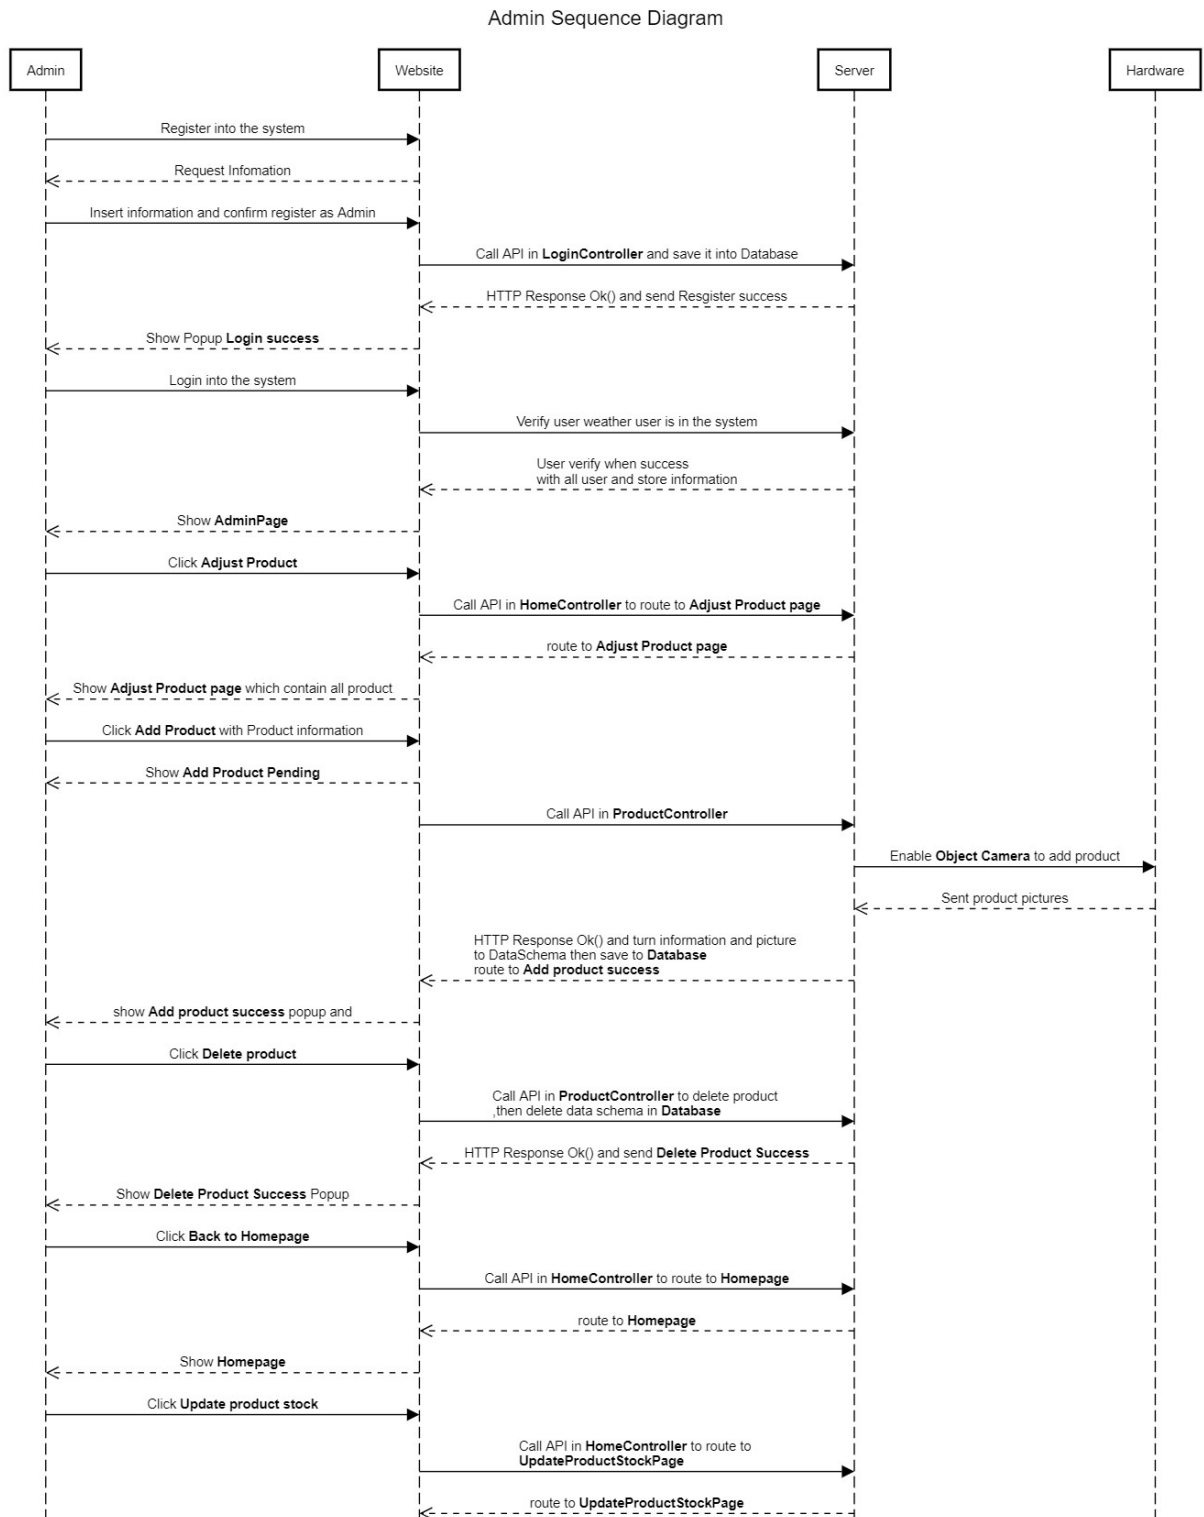 Admin Sequence Diagram
Admin
Website
Server
Hardware
Register into the system
Request Infomation
Insert information and confirm register as Admin
Call API in LoginController and save it into Database
HTTP Response Ok() and send Resgister success
Show Popup Login success
Login into the system
Verify user weather user is in the system
User verify when success
with all user and store information
Show AdminPage
Click Adjust Product
Call API in HomeController to route to Adjust Product page
route to Adjust Product page
Show Adjust Product page which contain all product
Click Add Product with Product information
Show Add Product Pending
Call API in ProductController
Enable Object Camera to add product
Sent product pictures
HTTP Response Ok() and turn information and picture
to DataSchema then save to Database
route to Add product success
show Add product success popup and
Click Delete product
Call API in ProductController to delete product
,then delete data schema in Database
HTTP Response Ok() and send Delete Product Success
Show Delete Product Success Popup
Click Back to Homepage
Call API in HomeController to route to Homepage
route to Homepage
Show Homepage
Click Update product stock
Call API in HomeController to route to
UpdateProductStockPage
route to UpdateProductStockPage